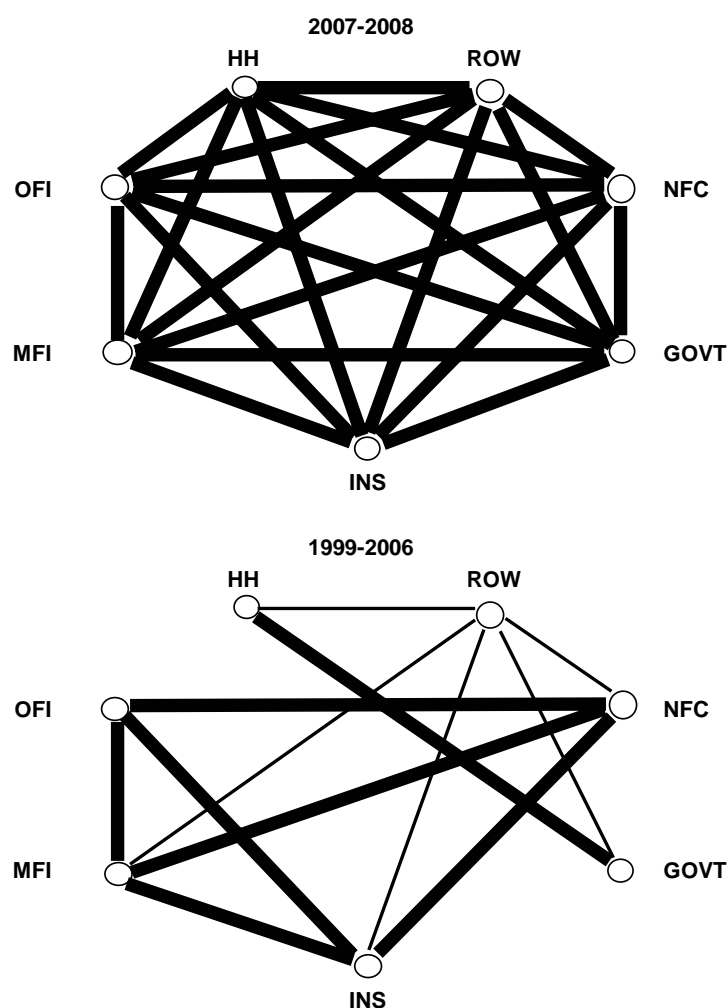 2007-2008
HH ROW
OFI NFC
MFI GOVT
INS
1999-2006
HH ROW
OFI NFC
MFI GOVT
INS